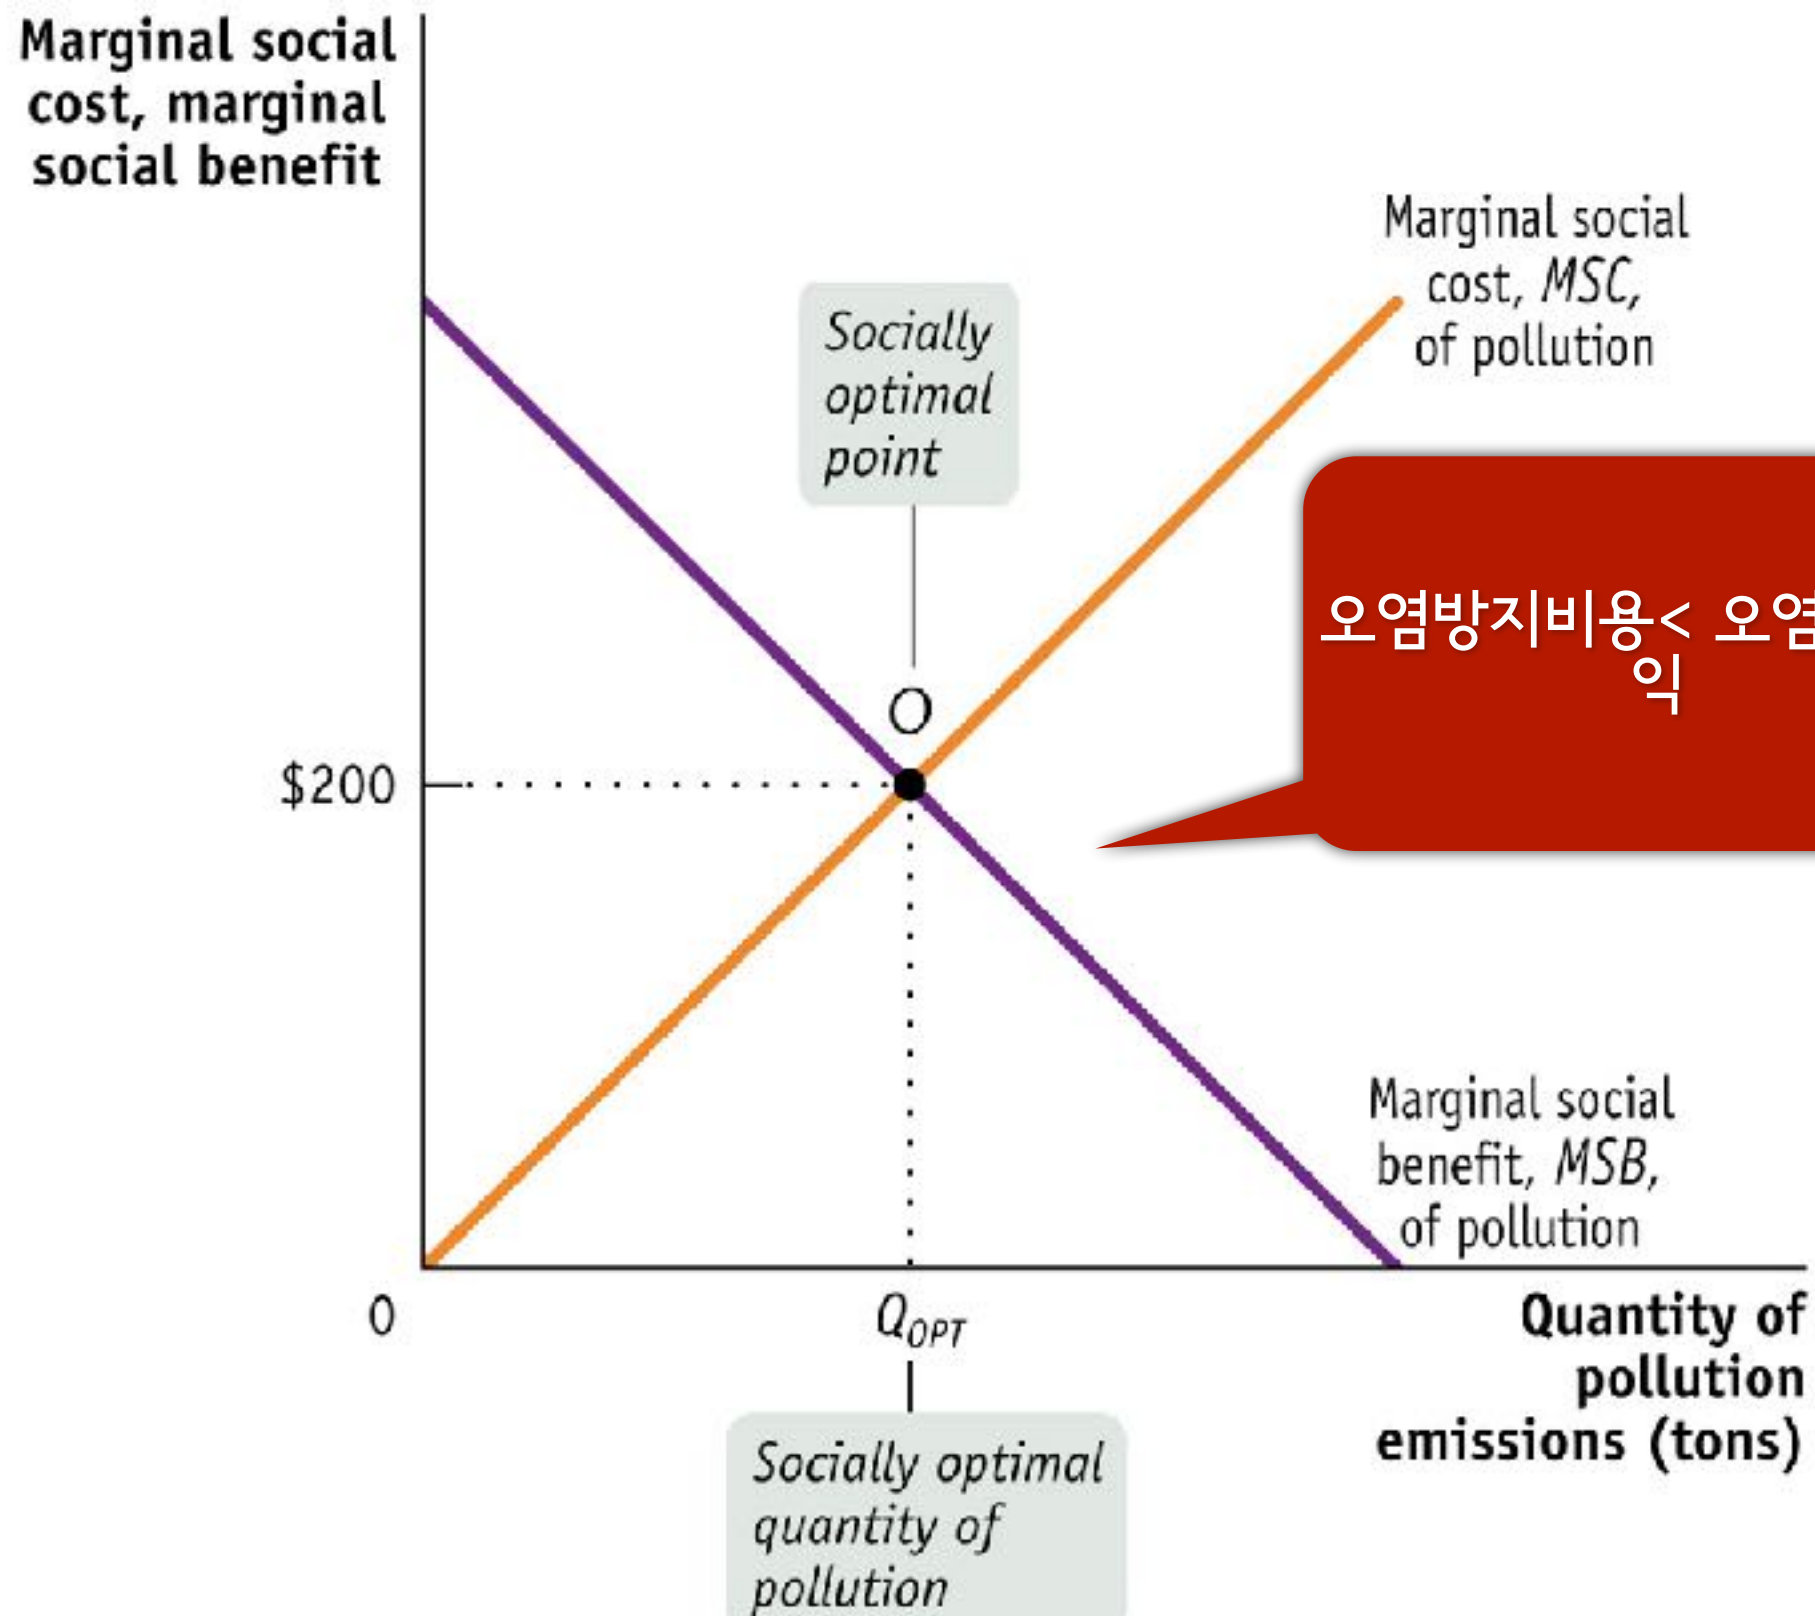 Marginal social
cost, marginal
social benefit
Marginal social
cost, MSC,
of pollution
Socially
optimal
point
오염방지비용< 오염
익
O
$200
Marginal social
benefit, MSB,
of pollution
0
QOPT
Quantity of
pollution
emissions (tons)
Socially optimal
quantity of
pollution